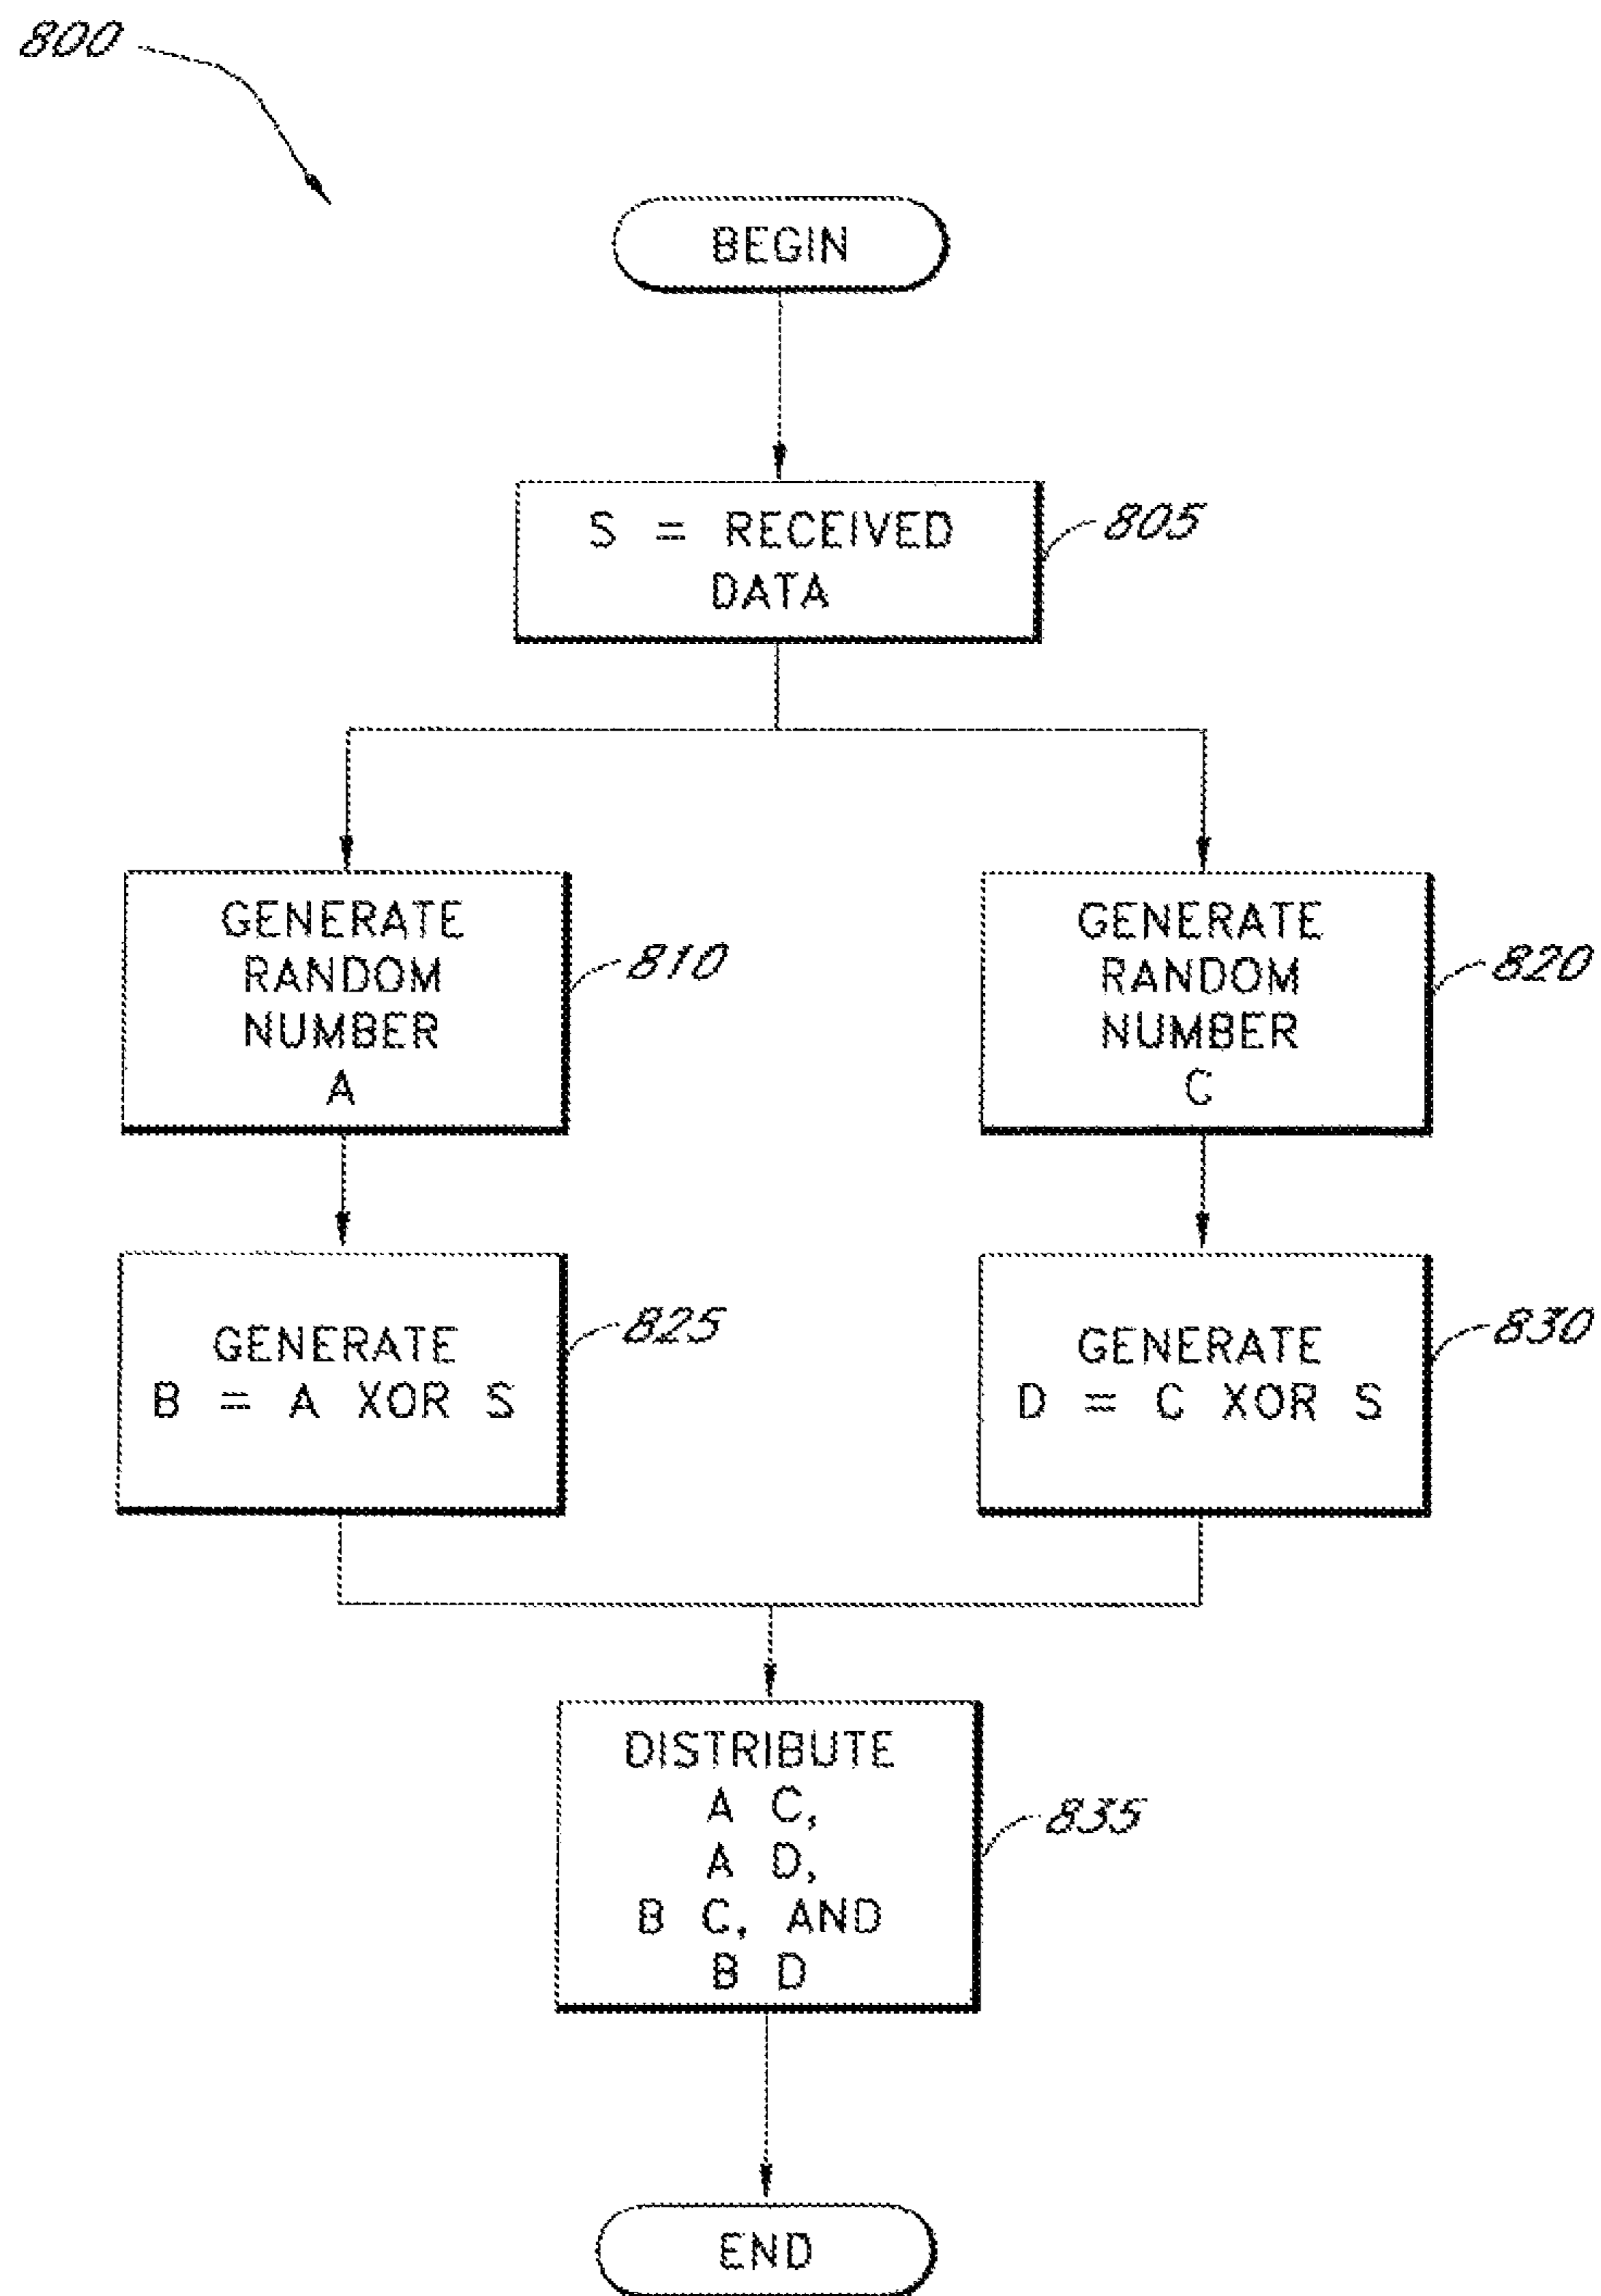 800
BEGIN
S = RECEIVED
DATA
805
GENERATE
RANDOM
NUMBER
A
810
GENERATE
RANDOM
NUMBER
C
820
GENERATE
B = A XOR S
825
GENERATE
D = C XOR S
830
DISTRIBUTE
A C,
A D,
B C, AND
B D
835
END